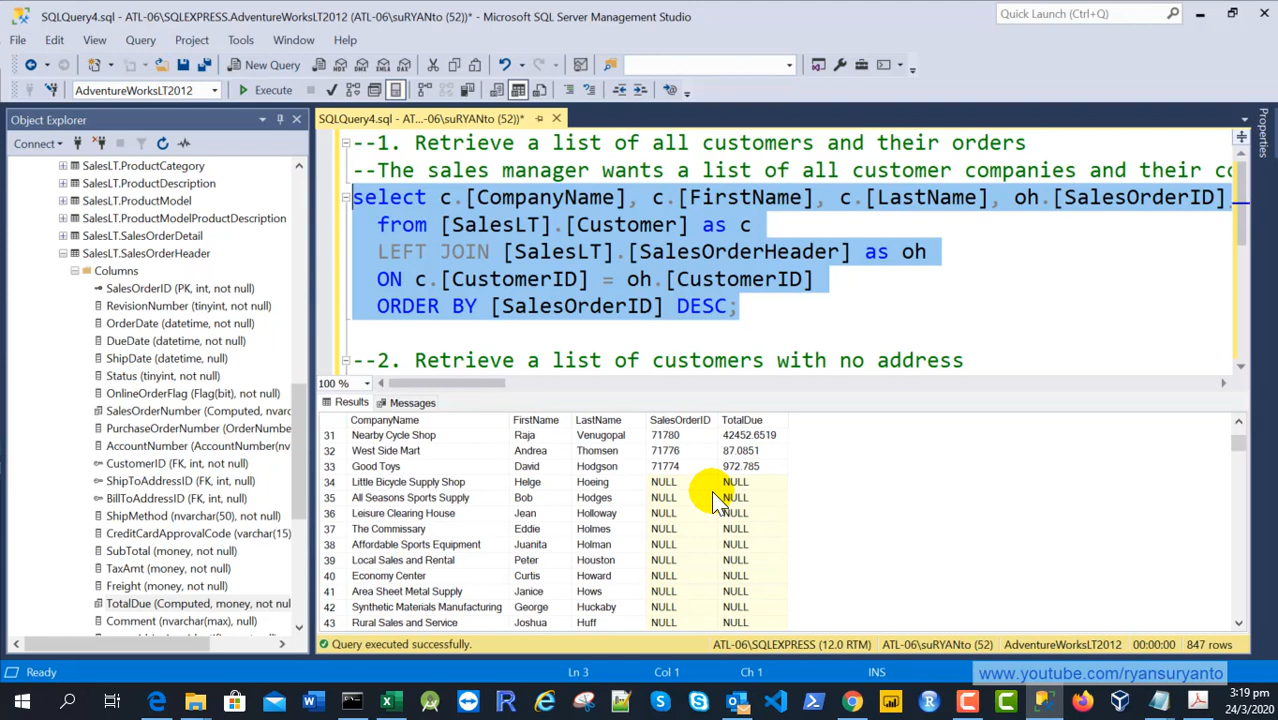 SQLQuery4.sql - ATL-06\SQLEXPRESS.AdventureWorksLT2012 (ATL-06\suRYANto (52))* - Microsoft SQL Server Management Studio
Quick Launch (Ctrl+Q)
File Edit View Query Project Tools Window Help
New Query
AdventureWorksLT2012 Execute
Object Explorer
SQLQuery4.sql - ATL...-06\suRYANto (52))*
Properties
Connect
SalesLT.ProductCategory
SalesLT.ProductDescription
SalesLT.ProductModel
SalesLT.ProductModelProductDescription
SalesLT.SalesOrderDetail
SalesLT.SalesOrderHeader
Columns
SalesOrderID (PK, int, not null)
RevisionNumber (tinyint, not null)
OrderDate (datetime, not null)
DueDate (datetime, not null)
ShipDate (datetime, null)
Status (tinyint, not null)
OnlineOrderFlag (Flag(bit), not null)
SalesOrderNumber (Computed, nvarc
PurchaseOrderNumber (OrderNumbe
AccountNumber (AccountNumber(nv
CustomerID (FK, int, not null)
ShipToAddressID (FK, int, null)
BillToAddressID (FK, int, null)
ShipMethod (nvarchar(50), not null)
CreditCardApprovalCode (varchar(15)
SubTotal (money, not null)
TaxAmt (money, not null)
Freight (money, not null)
TotalDue (Computed, money, not nul
Comment (nvarchar(max), null)
--1. Retrieve a list of all customers and their orders
--The sales manager wants a list of all customer companies and their co
select c.[CompanyName], c.[FirstName], c.[LastName], oh.[SalesOrderID],
from [SalesLT].[Customer] as c
LEFT JOIN [SalesLT].[SalesOrderHeader] as oh
ON c.[CustomerID] = oh.[CustomerID]
ORDER BY [SalesOrderID] DESC;
--2. Retrieve a list of customers with no address
100 %
Results Messages
CompanyName FirstName LastName SalesOrderID TotalDue
31 Nearby Cycle Shop Raja Venugopal 71780 42452.6519
32 West Side Mart Andrea Thomsen 71776 87.0851
33 Good Toys David Hodgson 71774 972.785
34 Little Bicycle Supply Shop Helge Hoeing NULL NULL
35 All Seasons Sports Supply Bob Hodges NULL NULL
36 Leisure Clearing House Jean Holloway NULL NULL
37 The Commissary Eddie Holmes NULL NULL
38 Affordable Sports Equipment Juanita Holman NULL NULL
39 Local Sales and Rental Peter Houston NULL NULL
40 Economy Center Curtis Howard NULL NULL
41 Area Sheet Metal Supply Janice Hows NULL NULL
42 Synthetic Materials Manufacturing George Huckaby NULL NULL
43 Rural Sales and Service Joshua Huff NULL NULL
Query executed successfully. ATL-06\SQLEXPRESS (12.0 RTM) ATL-06\suRYANto (52) AdventureWorksLT2012 00:00:00 847 rows
Ready Ln 3 Col 1 Ch 1 INS
www.youtube.com/ryansuryanto
3:19 pm
24/3/2020